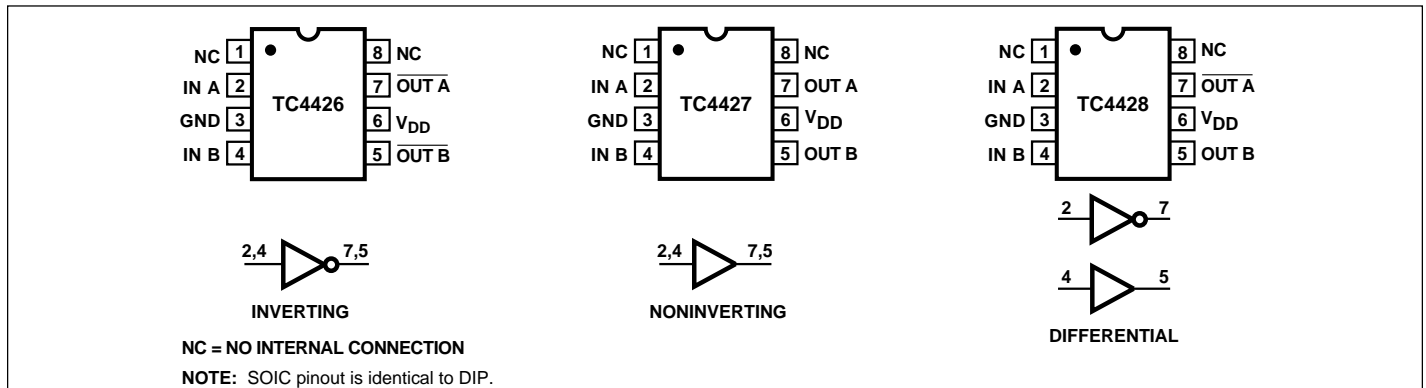 NC 1 8 NC
IN A 2 7 OUT A
TC4426
GND 3 6 VDD
IN B 4 5 OUT B
2,4 7,5
INVERTING
NC 1 8 NC
IN A 2 7 OUT A
TC4427
GND 3 6 VDD
IN B 4 5 OUT B
2,4 7,5
NONINVERTING
NC 1 8 NC
IN A 2 7 OUT A
TC4428
GND 3 6 VDD
IN B 4 5 OUT B
2 7
4 5
DIFFERENTIAL
NC = NO INTERNAL CONNECTION
NOTE: SOIC pinout is identical to DIP.